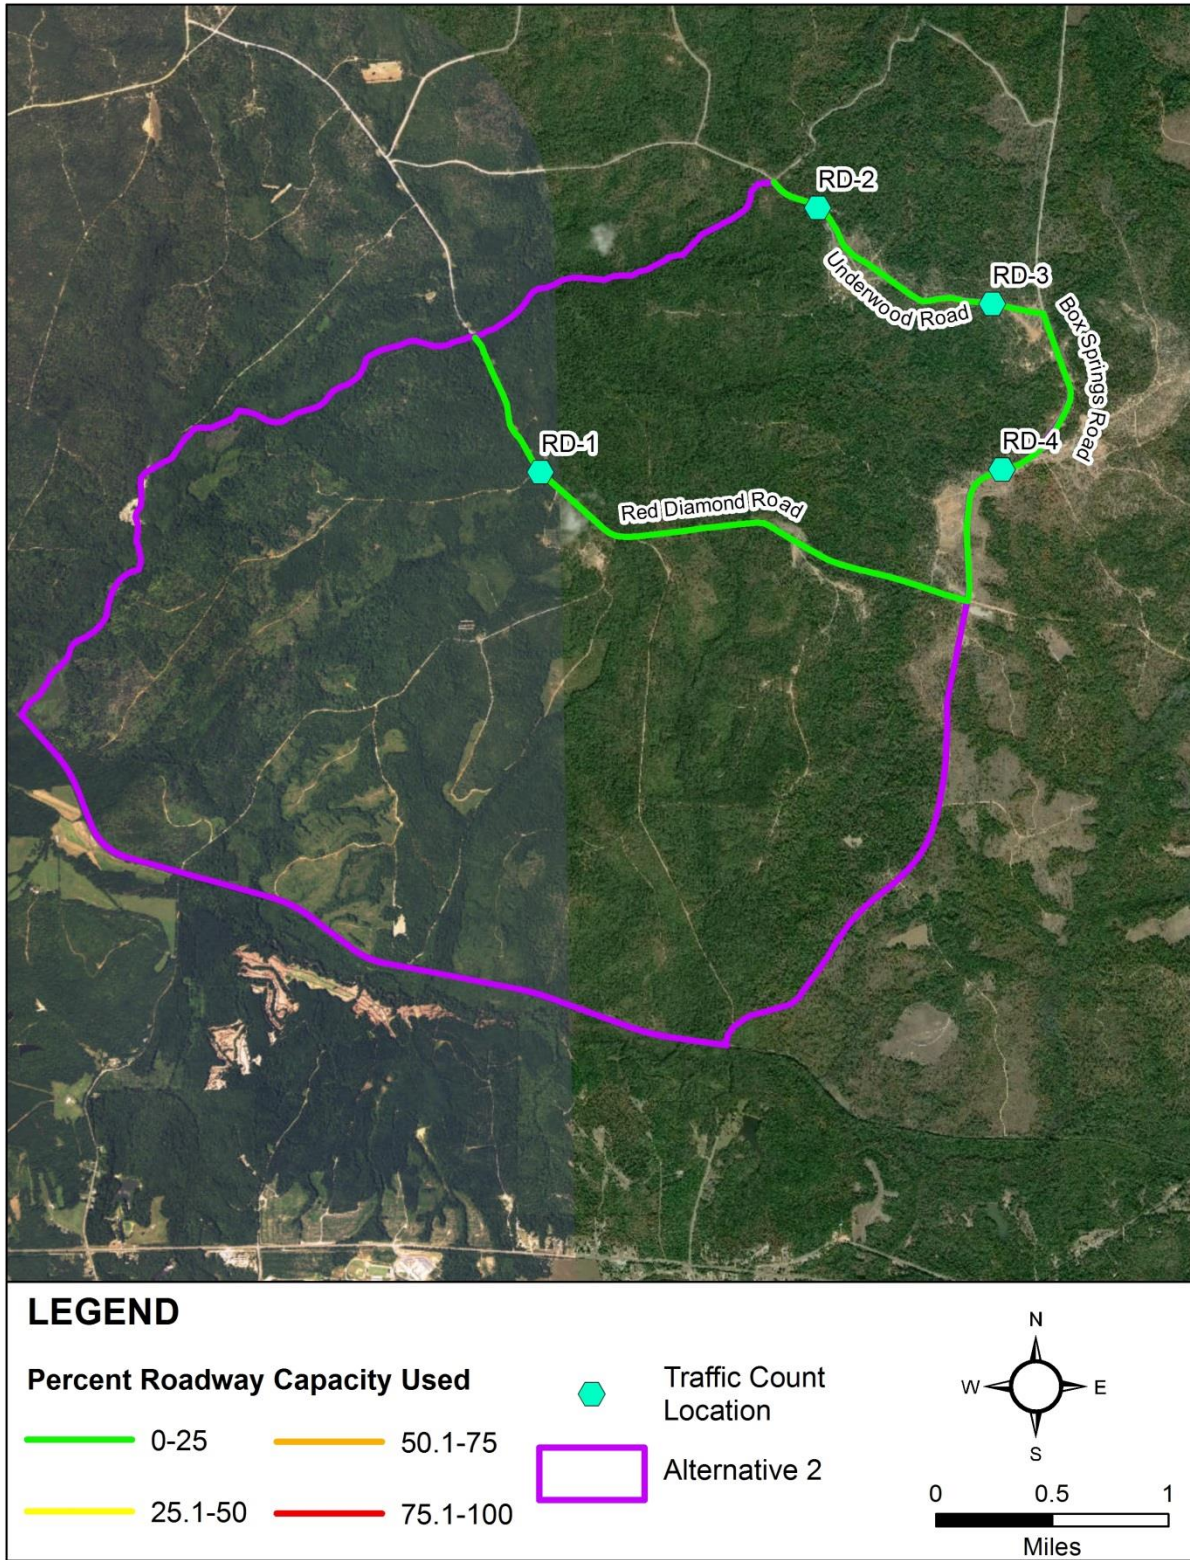 RD-2
RD-3
Underwood Road
Box Springs Road
RD-1
RD-4
Red Diamond Road
LEGEND
Percent Roadway Capacity Used
0-25
50.1-75
25.1-50
75.1-100
Traffic Count
Location
Alternative 2
N
W
E
S
0
0.5
1
Miles